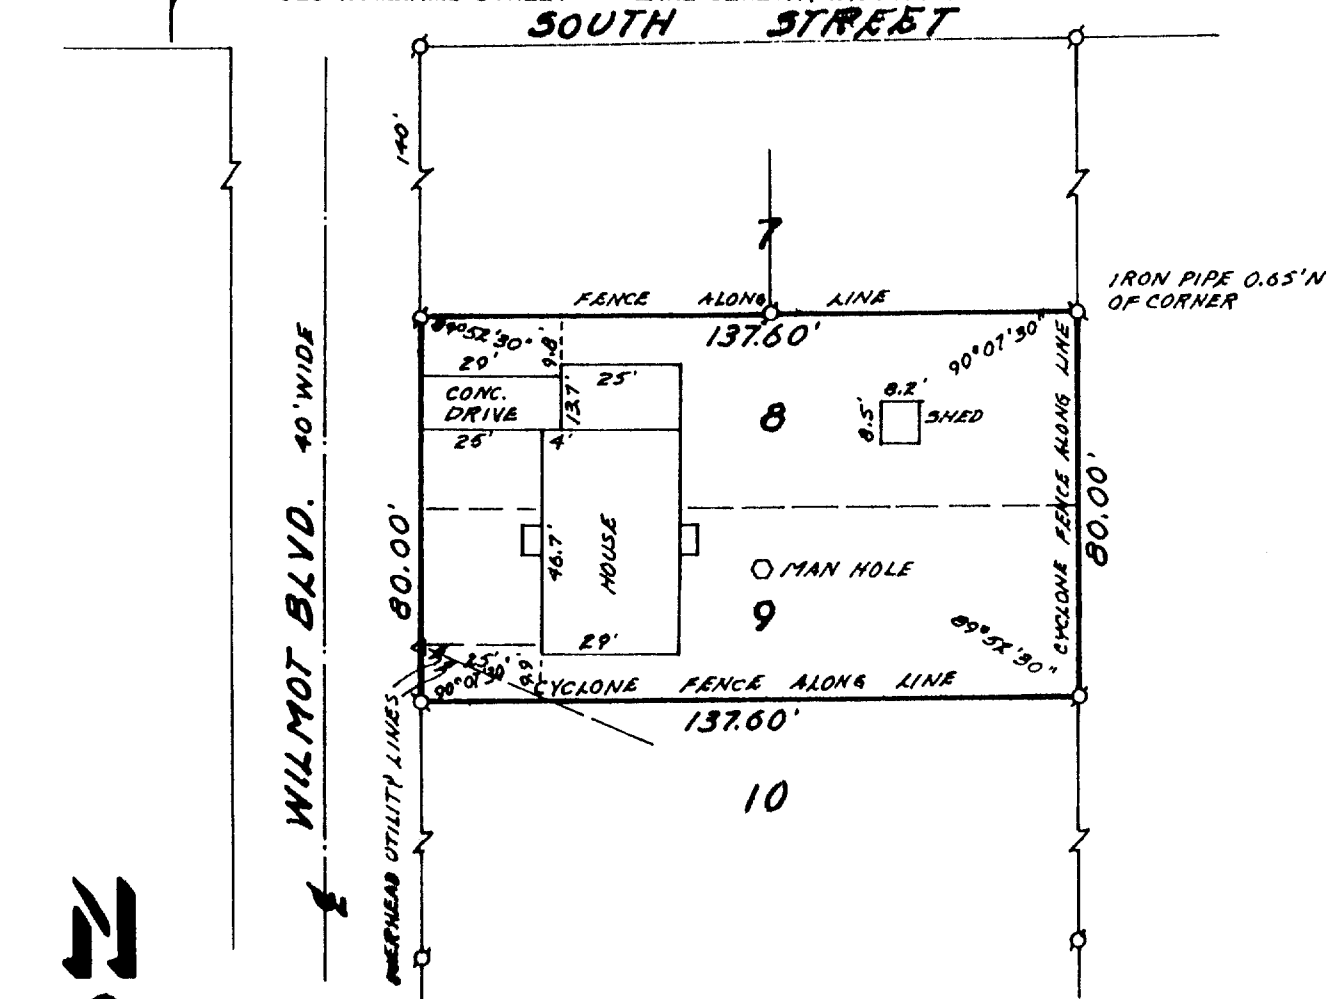 SOUTH STREET
140'
7
IRON PIPE 0.65'N
OF CORNER
FENCE ALONG LINE
137.60'
89°52'30"
9.8'
90°07'30"
29'
25'
CONC.
DRIVE
13.7'
8
8.2'
8.5'
SHED
25'
4'
40' WIDE
WILMOT BLVD.
80.00'
46.7'
HOUSE
MAN HOLE
9
CYCLONE FENCE ALONG LINE
80.00'
29'
25'
90°07'30"
9.9
89°52'30"
CYCLONE FENCE ALONG LINE
137.60'
OVERHEAD UTILITY LINES
10